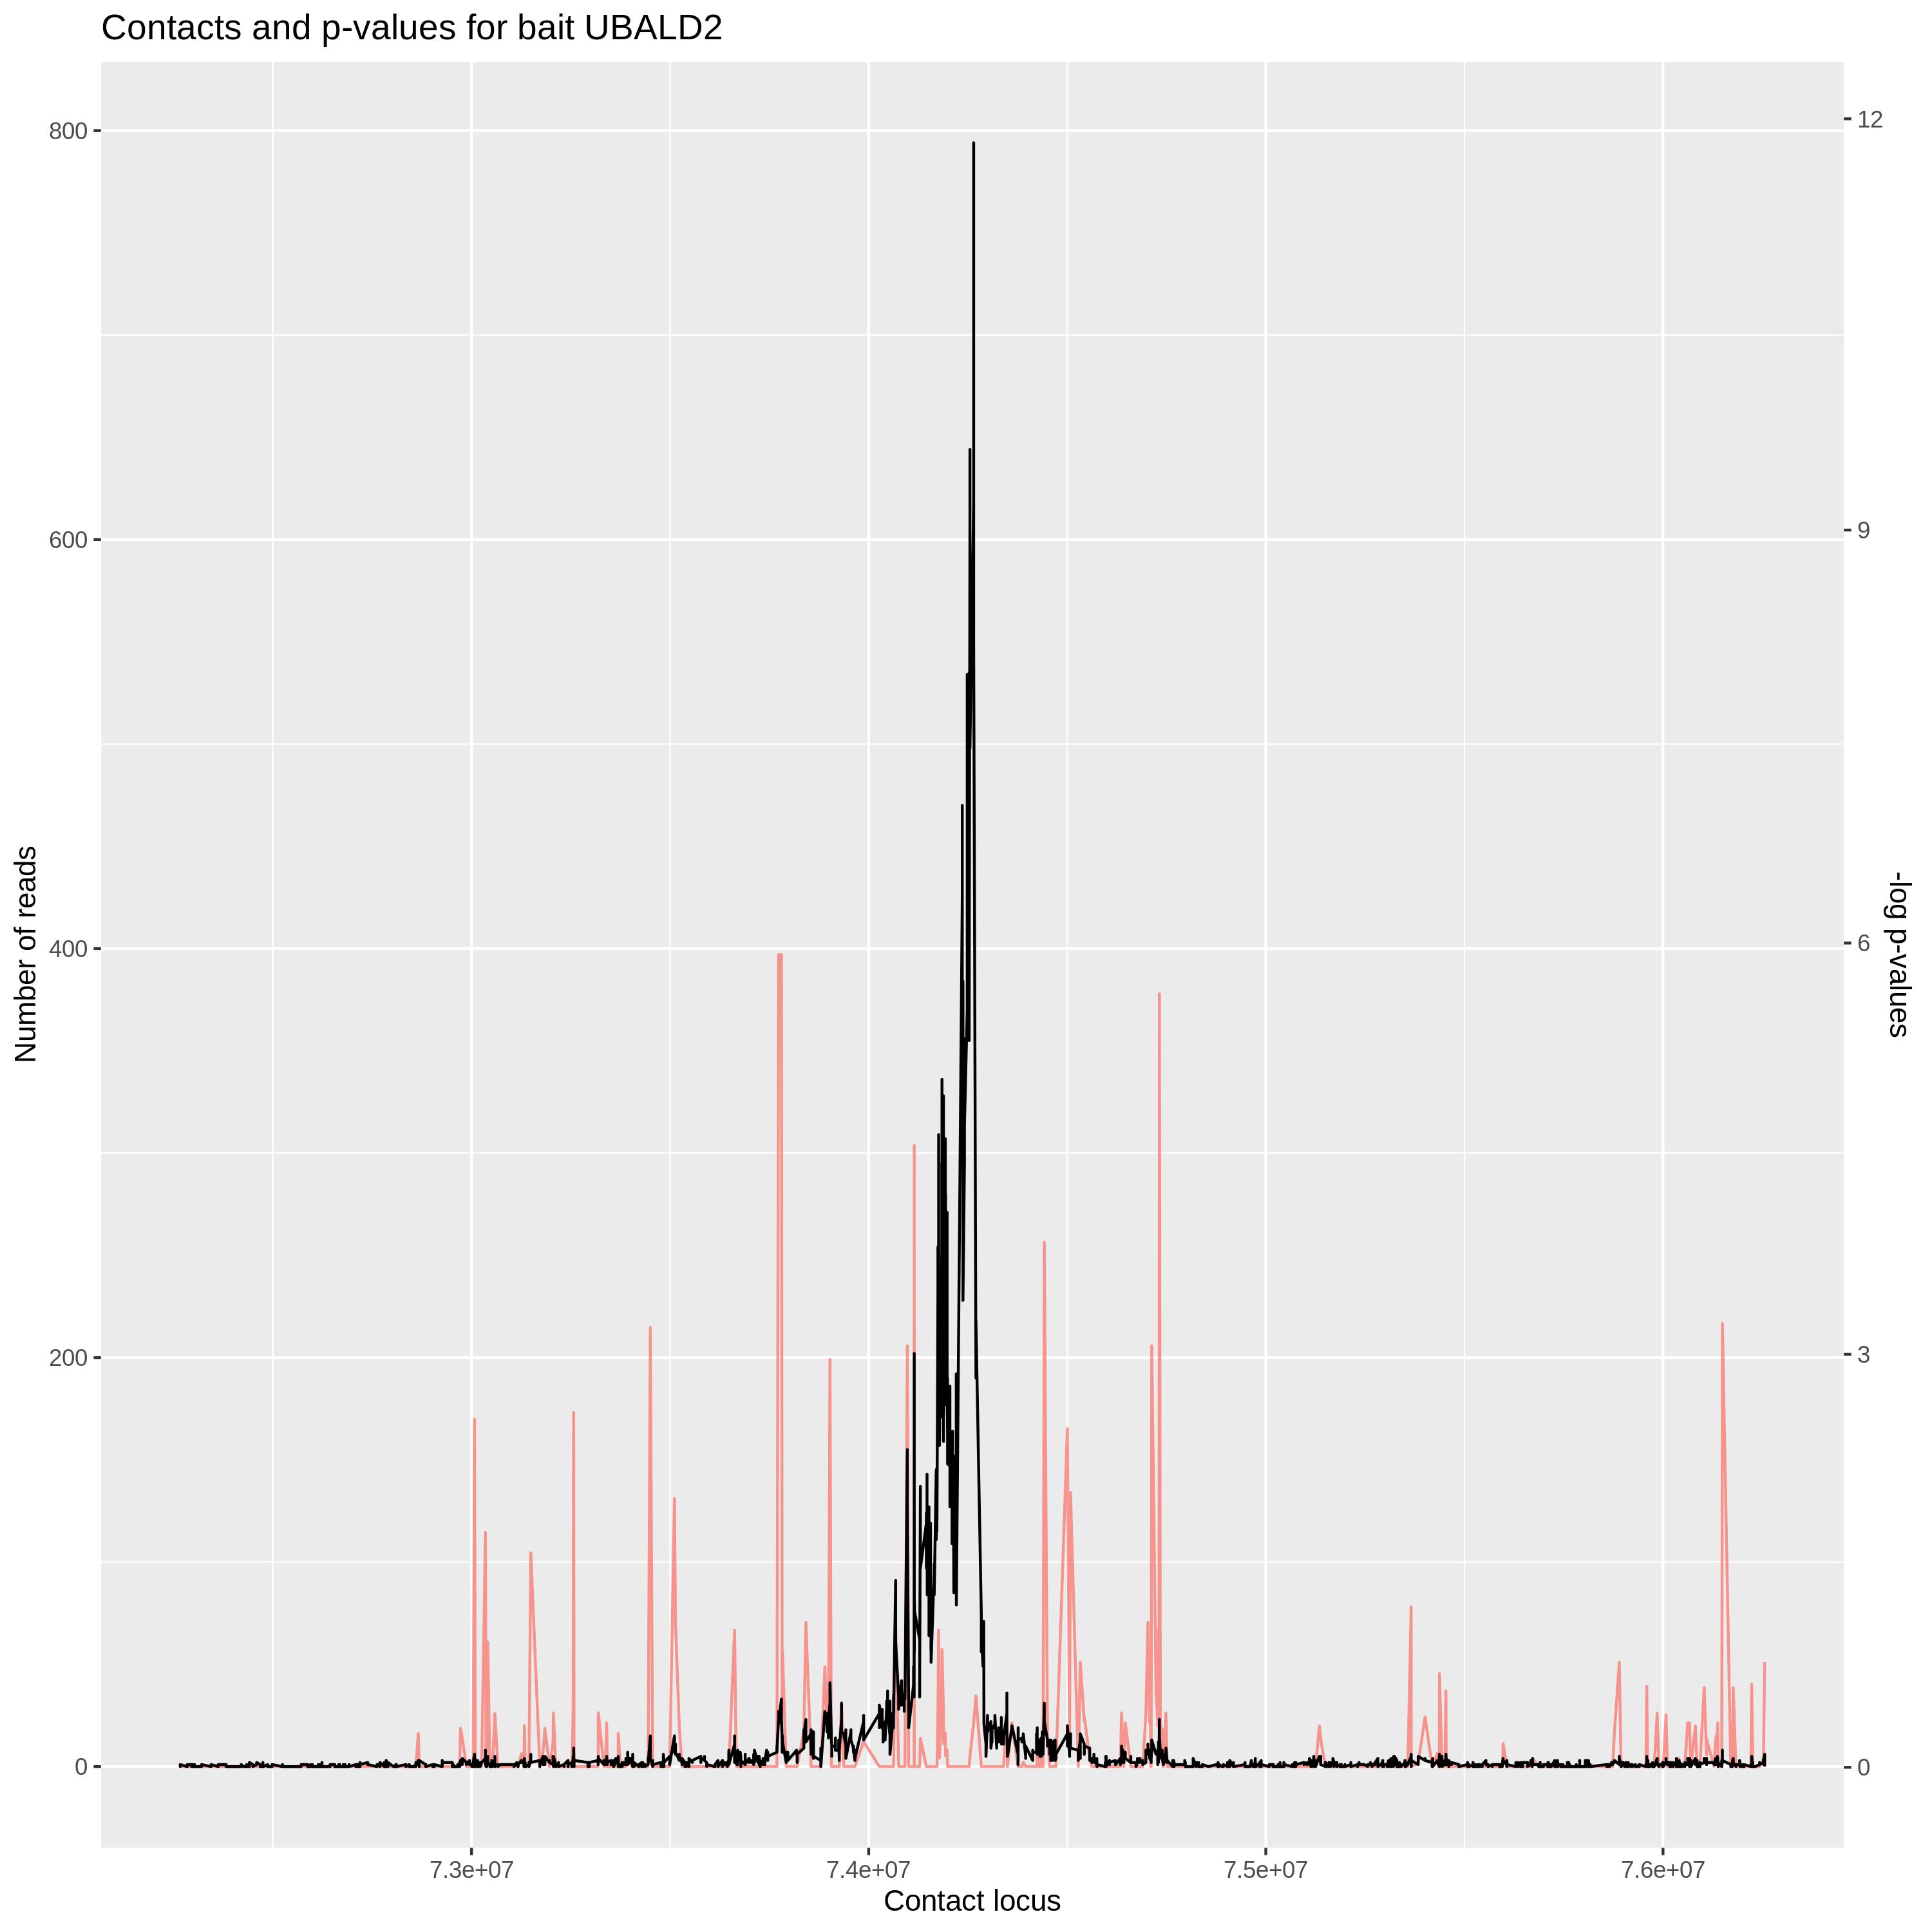 Contacts and p-values for bait UBALD2
800
600
400
200
0
12
9
6
3
0
Number of reads
-log p-values
7.3e+07 7.4e+07 7.5e+07 7.6e+07
Contact locus